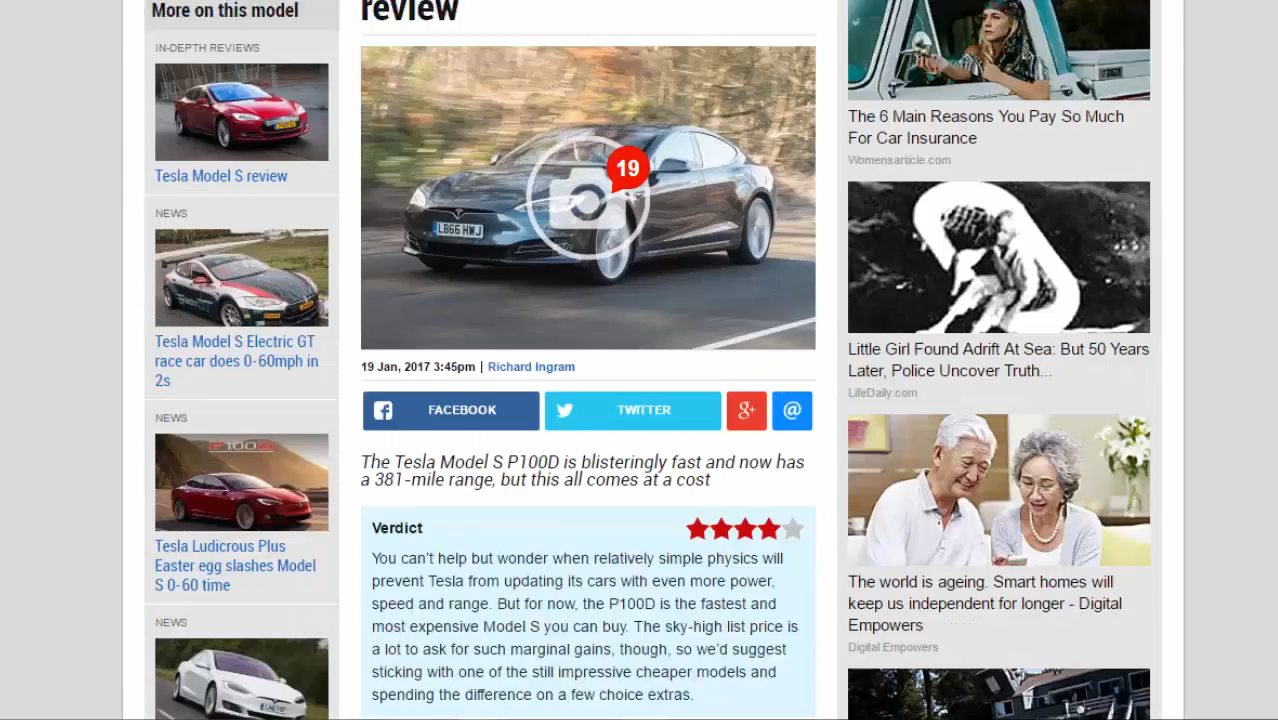 More on this model
IN-DEPTH REVIEWS
Tesla Model S review
NEWS
Tesla Model S Electric GT
race car does 0-60mph in
2s
NEWS
P100D
Tesla Ludicrous Plus
Easter egg slashes Model
S 0-60 time
NEWS
review
19
LB66 HWJ
19 Jan, 2017 3:45pm | Richard Ingram
FACEBOOK
TWITTER
g+
@
The Tesla Model S P100D is blisteringly fast and now has
a 381-mile range, but this all comes at a cost
Verdict
You can't help but wonder when relatively simple physics will
prevent Tesla from updating its cars with even more power,
speed and range. But for now, the P100D is the fastest and
most expensive Model S you can buy. The sky-high list price is
a lot to ask for such marginal gains, though, so we'd suggest
sticking with one of the still impressive cheaper models and
spending the difference on a few choice extras.
The 6 Main Reasons You Pay So Much
For Car Insurance
Womensarticle.com
Little Girl Found Adrift At Sea: But 50 Years
Later, Police Uncover Truth...
LifeDaily.com
The world is ageing. Smart homes will
keep us independent for longer - Digital
Empowers
Digital Empowers